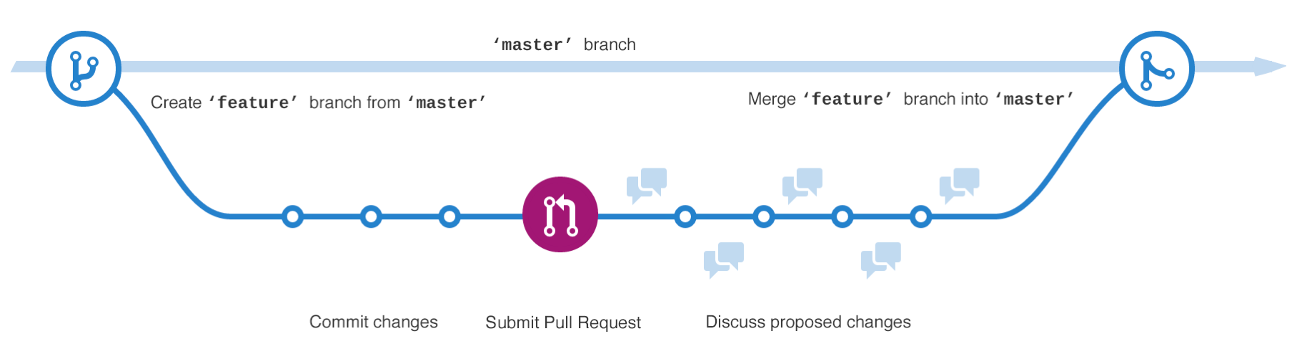 ‘master’ branch
Create ‘feature’ branch from ‘master’
Merge ‘feature’ branch into ‘master’
Commit changes
Submit Pull Request
Discuss proposed changes